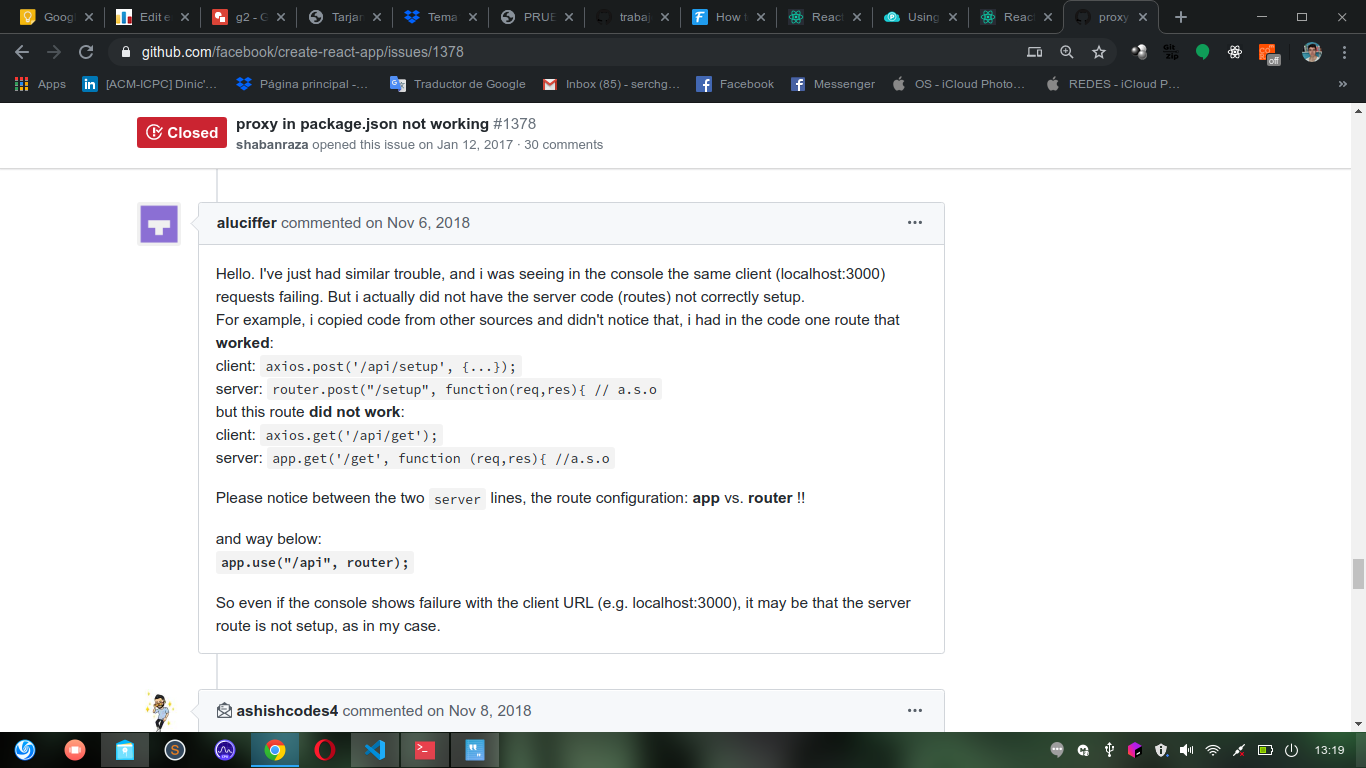 Goog
Edit e
g2 - G
Tarjan
Tema
PRUE
trabaj
How t
React
Using
React
proxy
github.com/facebook/create-react-app/issues/1378
off
Apps
[ACM-ICPC] Dinic'...
Página principal -...
Traductor de Google
Inbox (85) - serchg...
Facebook
Messenger
OS - iCloud Photo...
REDES - iCloud P...
»
Closed
proxy in package.json not working #1378
shabanraza opened this issue on Jan 12, 2017 · 30 comments
aluciffer commented on Nov 6, 2018
Hello. I've just had similar trouble, and i was seeing in the console the same client (localhost:3000)
requests failing. But i actually did not have the server code (routes) not correctly setup.
For example, i copied code from other sources and didn't notice that, i had in the code one route that
worked:
client: axios.post('/api/setup', {...});
server: router.post("/setup", function(req,res){ // a.s.o
but this route did not work:
client: axios.get('/api/get');
server: app.get('/get', function (req,res){ //a.s.o
Please notice between the two server lines, the route configuration: app vs. router !!
and way below:
app.use("/api", router);
So even if the console shows failure with the client URL (e.g. localhost:3000), it may be that the server
route is not setup, as in my case.
ashishcodes4 commented on Nov 8, 2018
13:19